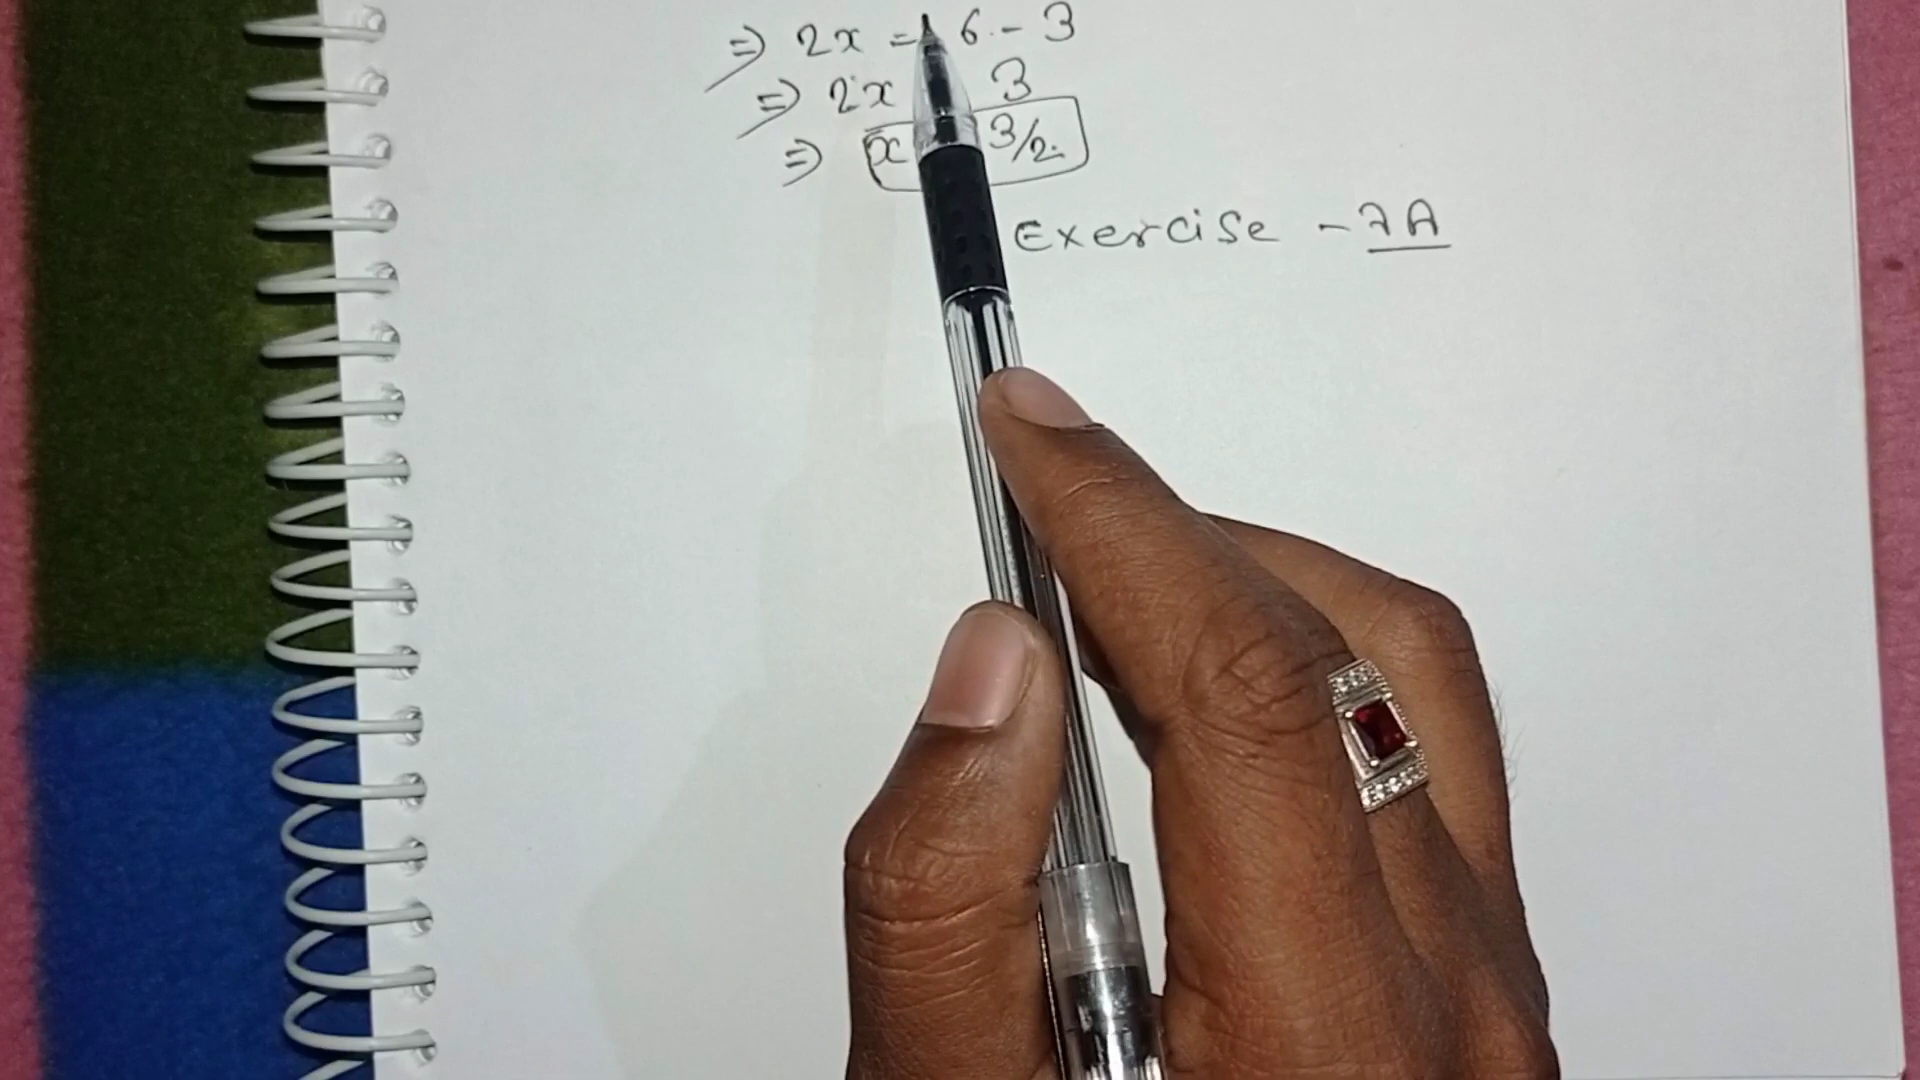 ⇒ 2x = 6 - 3
⇒ 2x 3
⇒ x 3/2.
Exercise - 7A